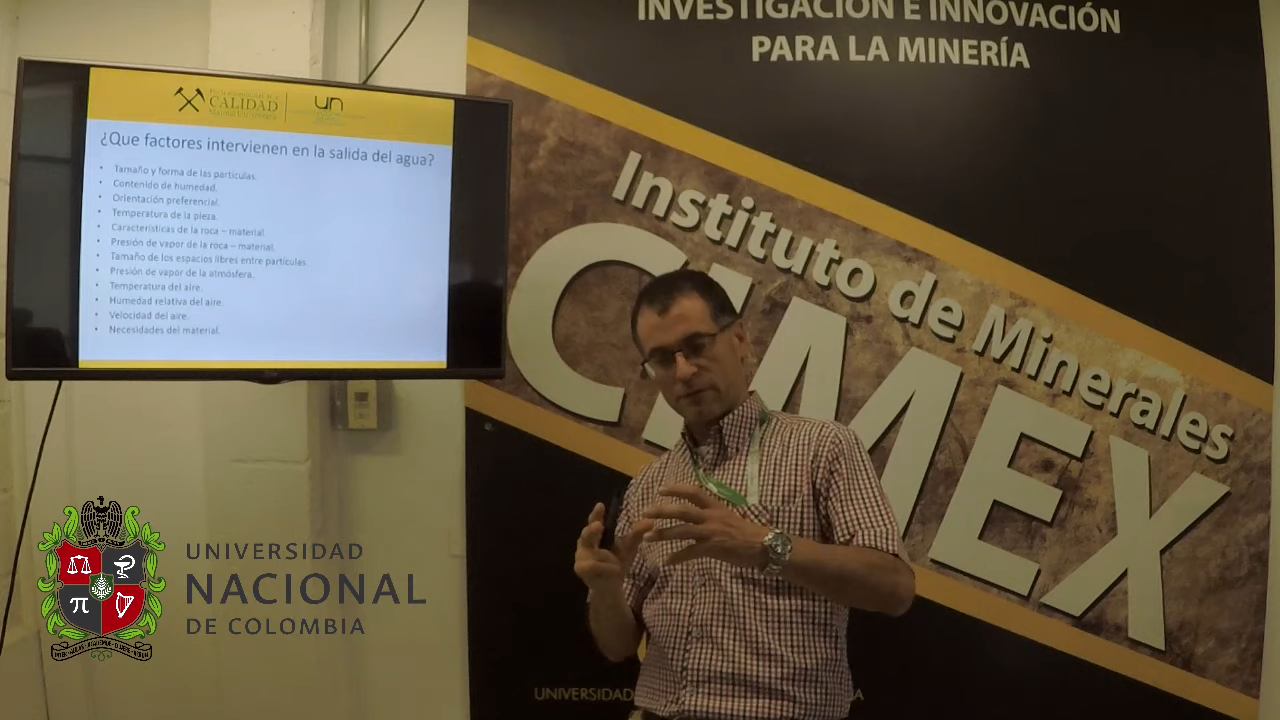 INVESTIGACIÓN E INNOVACIÓN
PARA LA MINERÍA
CALIDAD
un
¿Que factores intervienen en la salida del agua?
• Tamaño y forma de las partículas.
• Contenido de humedad.
• Orientación preferencial.
• Temperatura de la pieza.
• Características de la roca – material.
• Presión de vapor de la roca – material.
• Tamaño de los espacios libres entre partículas.
• Presión de vapor de la atmósfera.
• Temperatura del aire.
• Humedad relativa del aire.
• Velocidad del aire.
• Necesidades del material.
Instituto de Minerales
CIMEX
UNIVERSIDAD
NACIONAL
DE COLOMBIA
π
UNIVERSIDAD